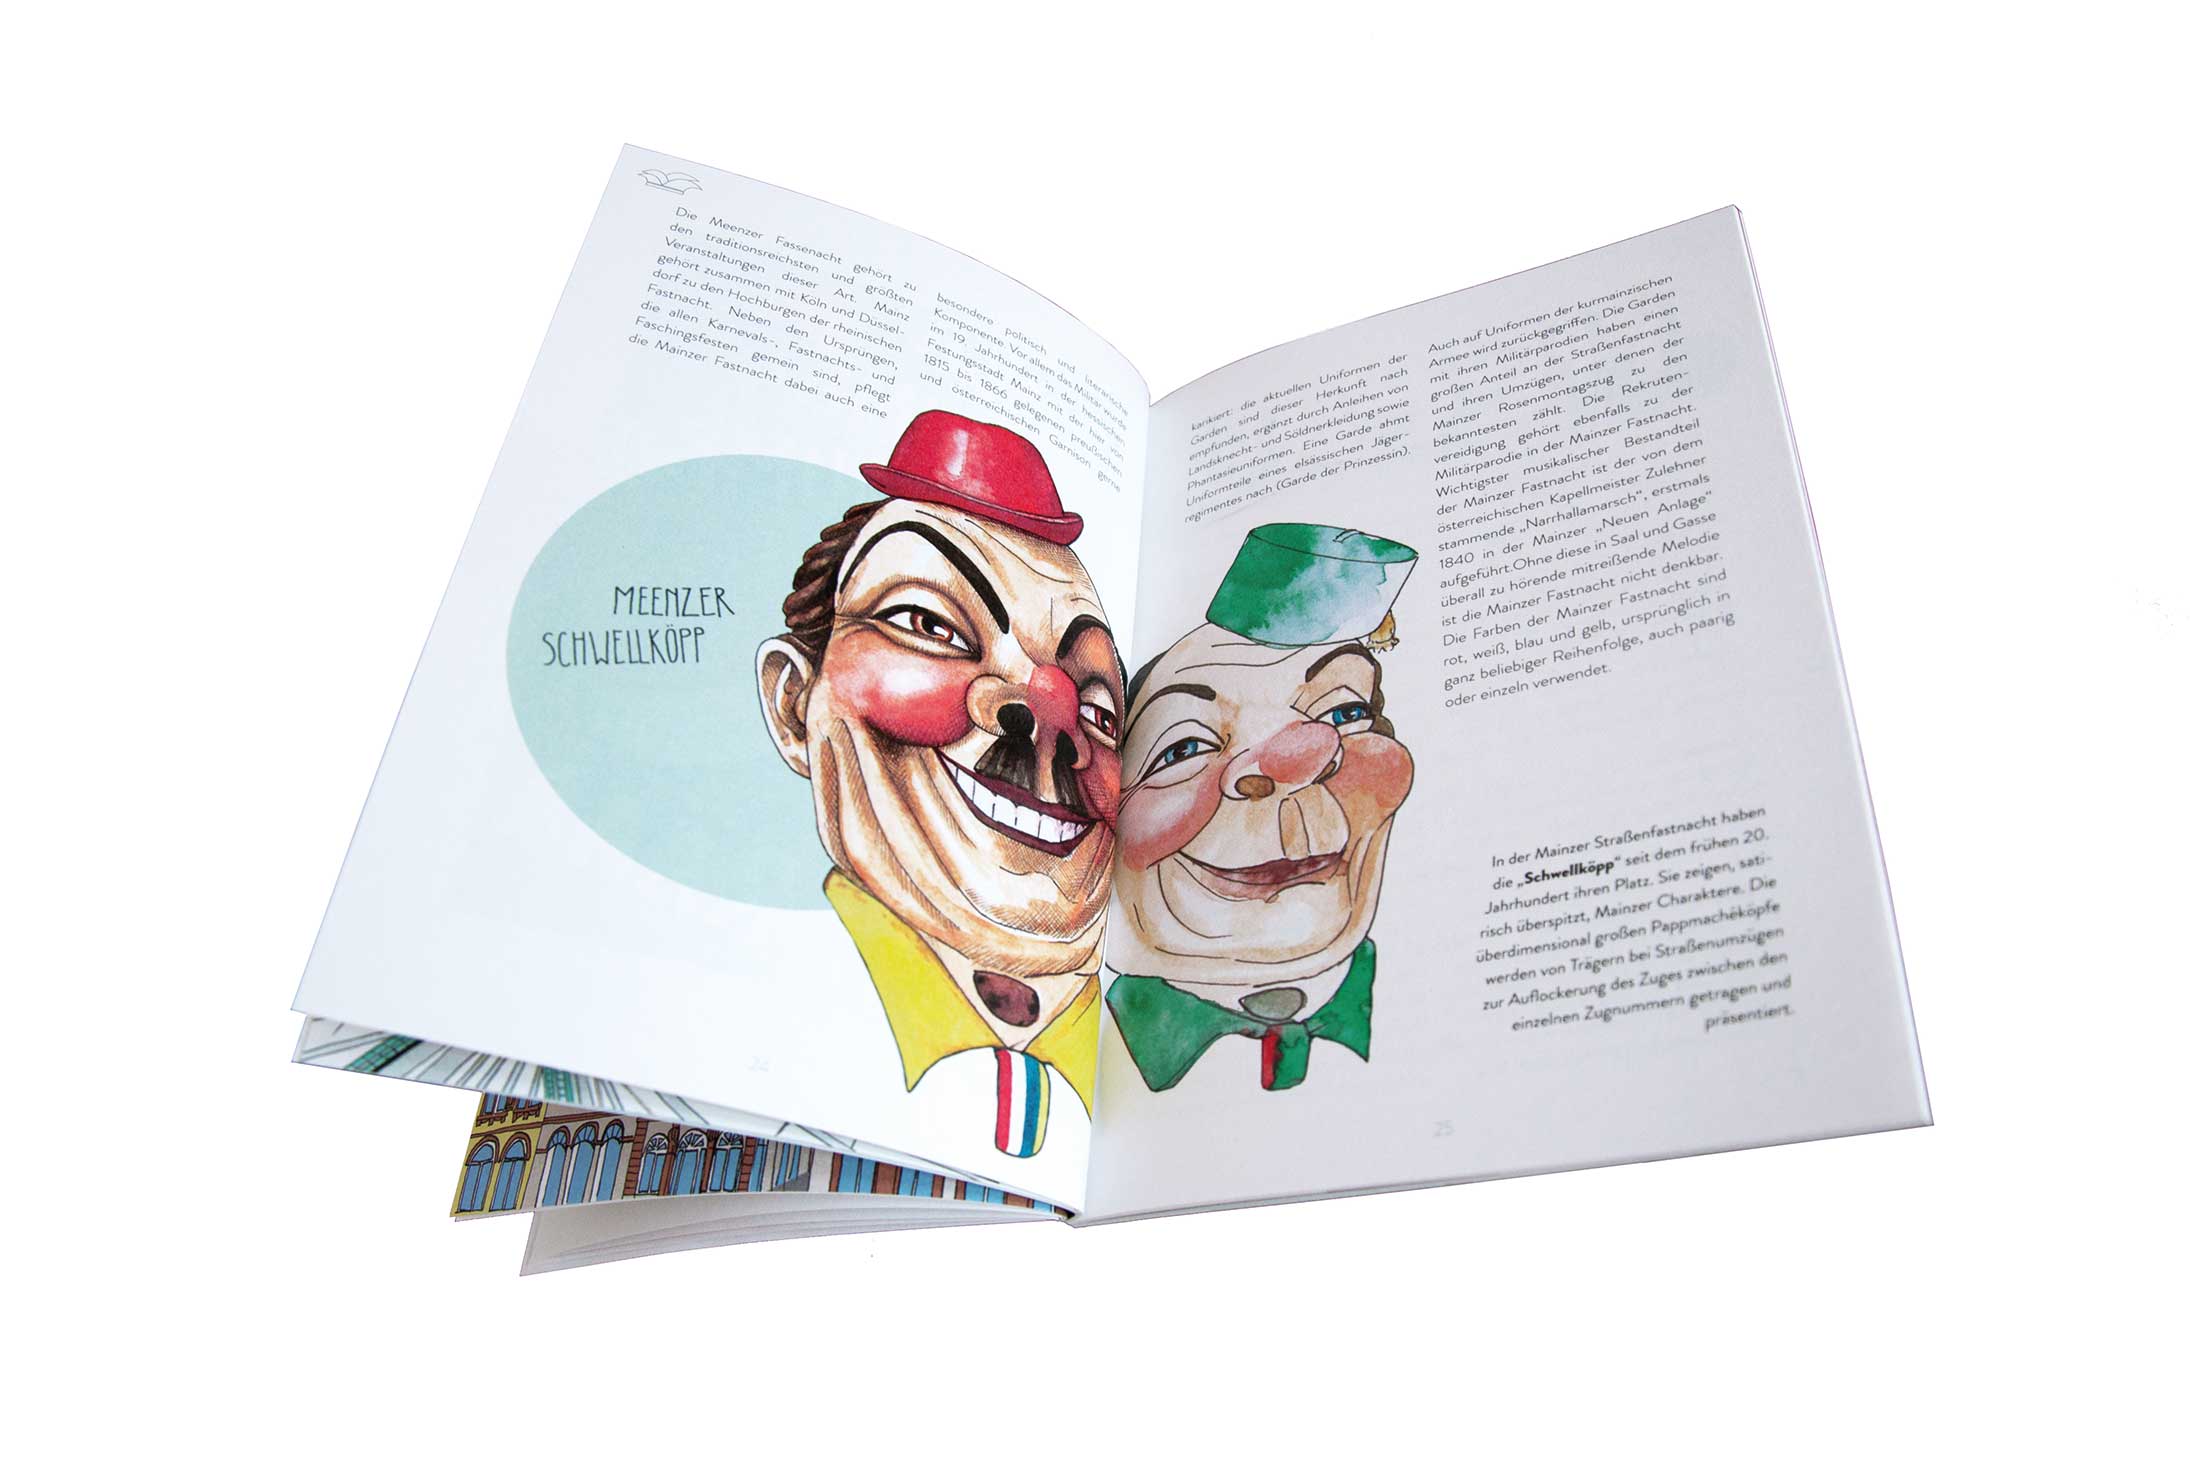 Die Meenzer Fassenacht gehört zu
den traditionsreichsten und größten
Veranstaltungen dieser Art. Mainz
gehört zusammen mit Köln und Düssel-
dorf zu den Hochburgen der rheinischen
Fastnacht. Neben den Ursprüngen,
die allen Karnevals-, Fastnachts- und
Faschingsfesten gemein sind, pflegt
die Mainzer Fastnacht dabei auch eine
besondere politisch und literarische
Komponente. Vor allem das Militär wurde
im 19. Jahrhundert in der hessischen
Festungsstadt Mainz mit der hier von
1815 bis 1866 gelegenen preußischen
und österreichischen Garnison gerne
MEENZER
SCHWELLKÖPP
24
karikiert: die aktuellen Uniformen der
Garden sind dieser Herkunft nach
empfunden, ergänzt durch Anleihen von
Landsknecht- und Söldnerkleidung sowie
Phantasieuniformen. Eine Garde ahmt
Uniformteile eines elsässischen Jäger-
regimentes nach (Garde der Prinzessin).
Auch auf Uniformen der kurmainzischen
Armee wird zurückgegriffen. Die Garden
mit ihren Militärparodien haben einen
großen Anteil an der Straßenfastnacht
und ihren Umzügen, unter denen der
Mainzer Rosenmontagszug zu den
bekanntesten zählt. Die Rekruten-
vereidigung gehört ebenfalls zu der
Militärparodie in der Mainzer Fastnacht.
Wichtigster musikalischer Bestandteil
der Mainzer Fastnacht ist der von dem
österreichischen Kapellmeister Zulehner
stammende „Narrhallamarsch“, erstmals
1840 in der Mainzer „Neuen Anlage“
aufgeführt.Ohne diese in Saal und Gasse
überall zu hörende mitreißende Melodie
ist die Mainzer Fastnacht nicht denkbar.
Die Farben der Mainzer Fastnacht sind
rot, weiß, blau und gelb, ursprünglich in
ganz beliebiger Reihenfolge, auch paarig
oder einzeln verwendet.
In der Mainzer Straßenfastnacht haben
die „Schwellköpp“ seit dem frühen 20.
Jahrhundert ihren Platz. Sie zeigen, sati-
risch überspitzt, Mainzer Charaktere. Die
überdimensional großen Pappmachéköpfe
werden von Trägern bei Straßenumzügen
zur Auflockerung des Zuges zwischen den
einzelnen Zugnummern getragen und
präsentiert.
25